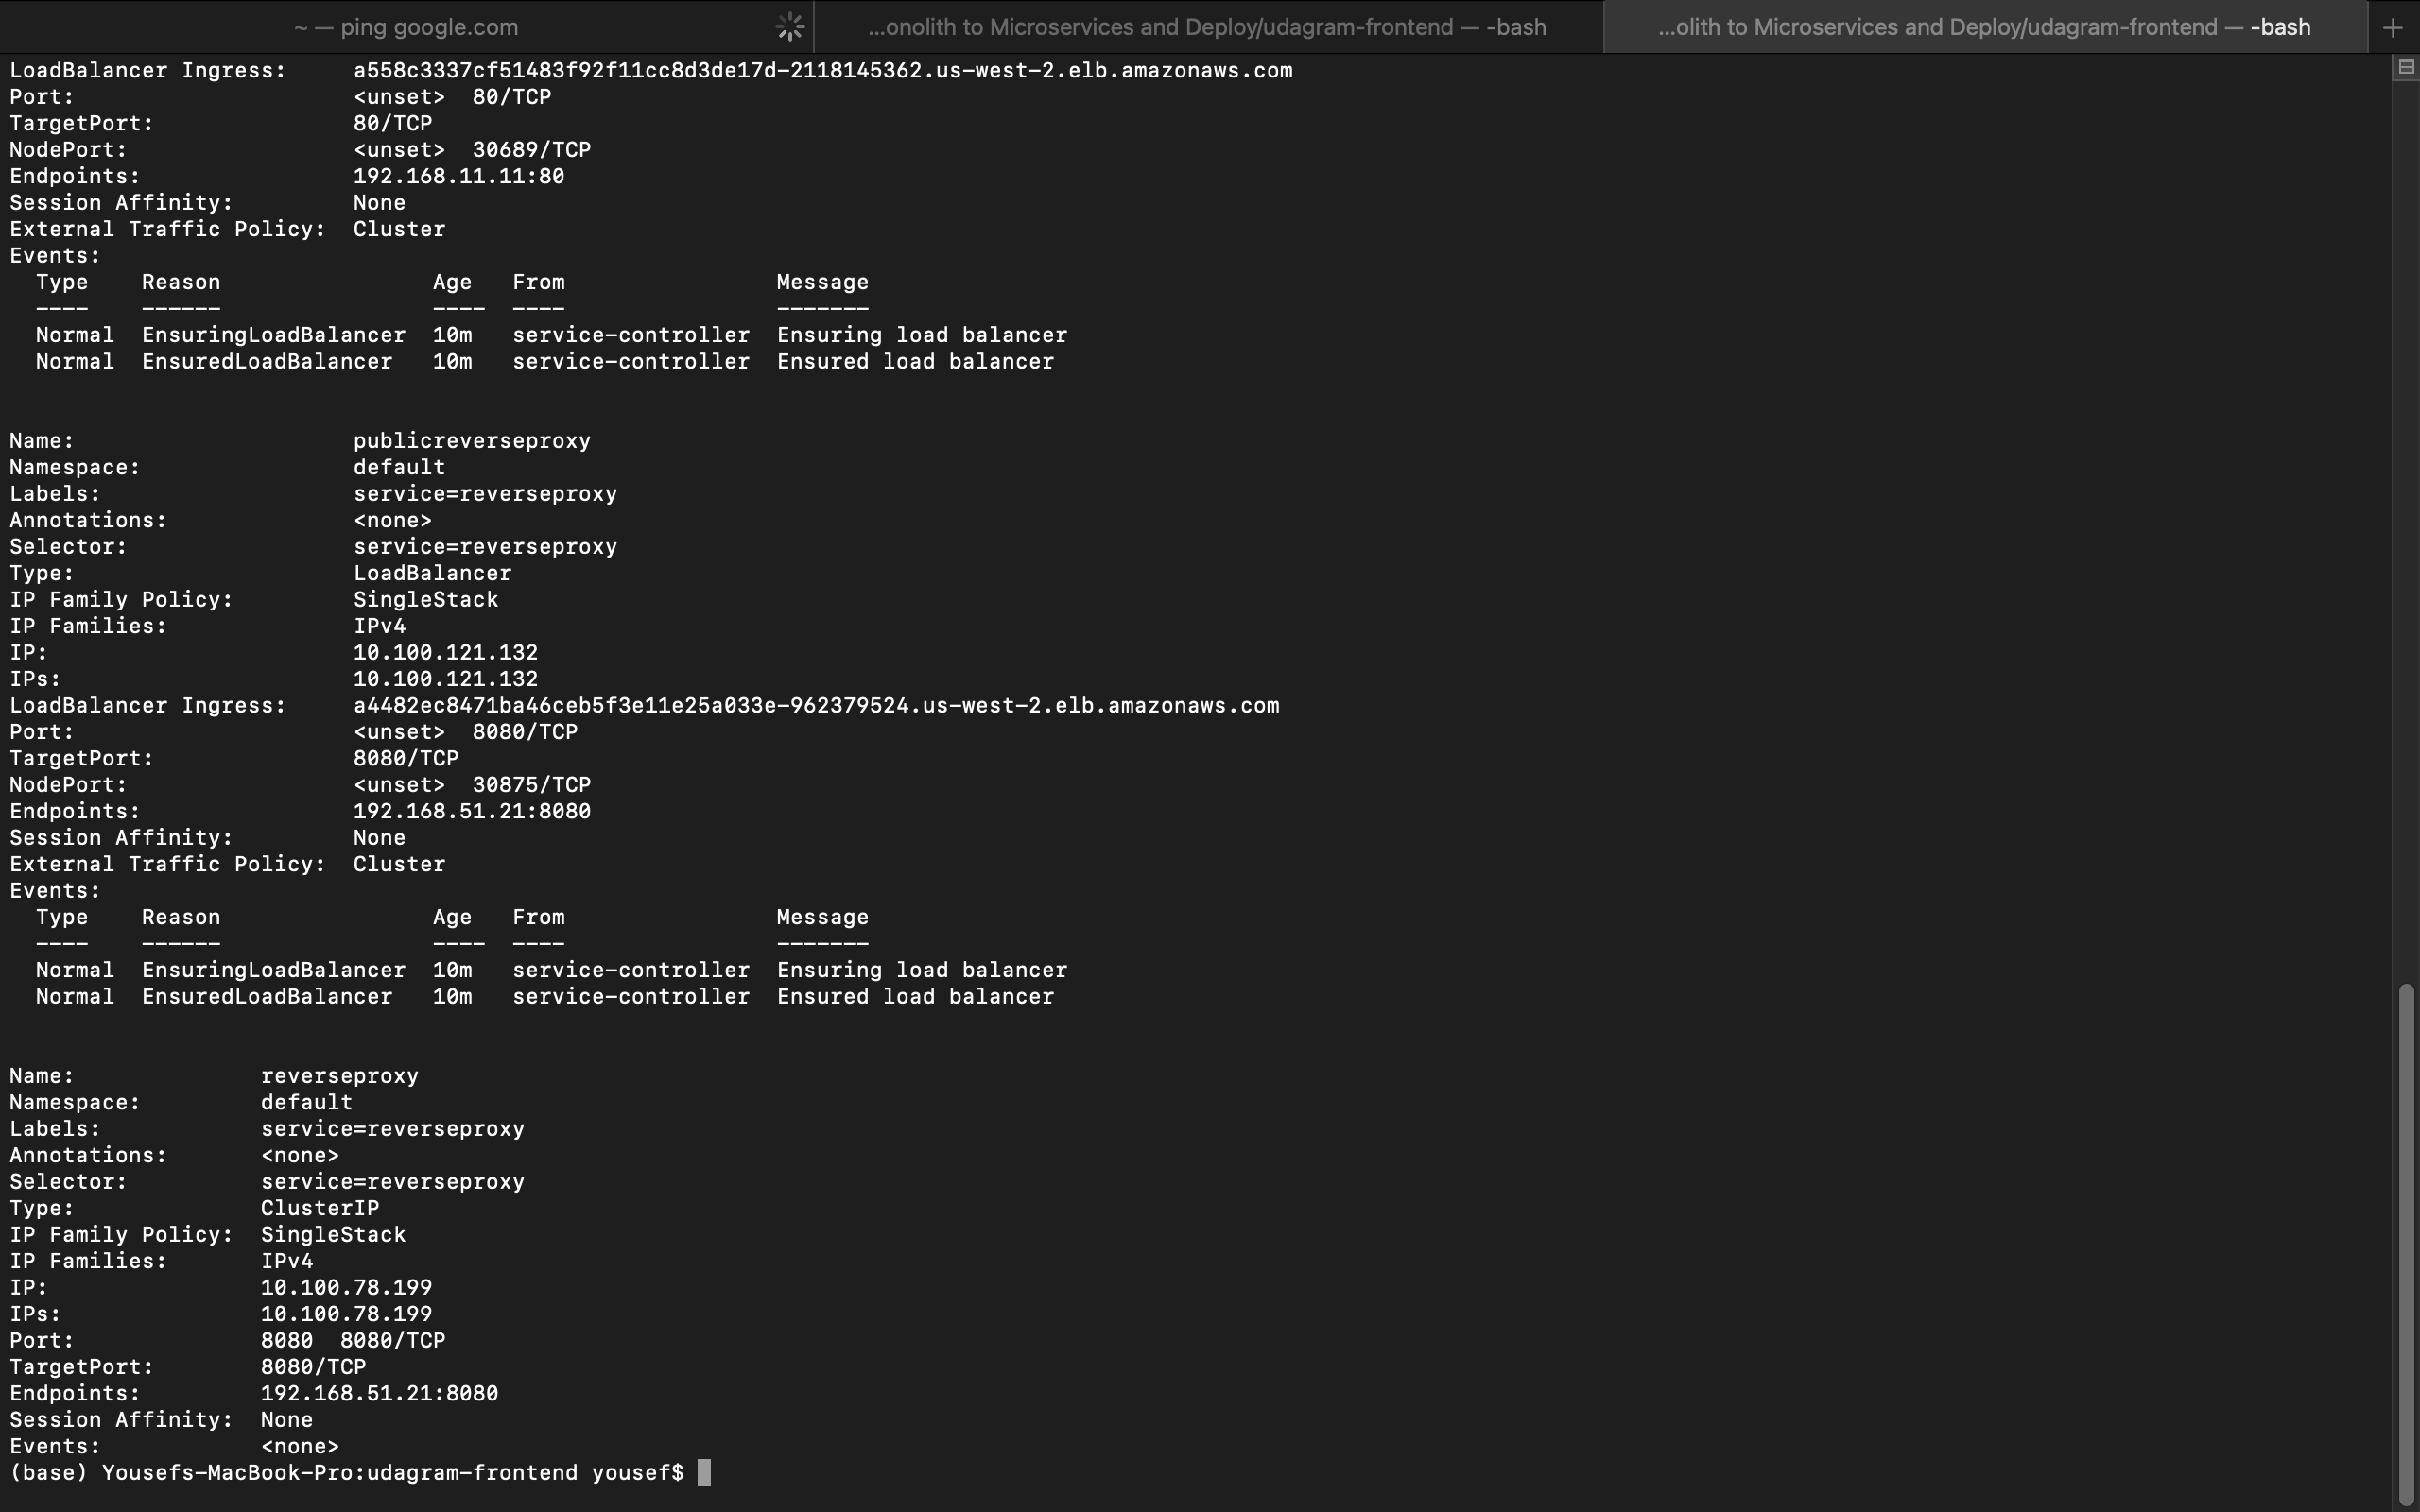 ~ — ping google.com
...onolith to Microservices and Deploy/udagram-frontend — -bash
...olith to Microservices and Deploy/udagram-frontend — -bash
LoadBalancer Ingress:     a558c3337cf51483f92f11cc8d3de17d-2118145362.us-west-2.elb.amazonaws.com
Port:                     <unset>  80/TCP
TargetPort:               80/TCP
NodePort:                 <unset>  30689/TCP
Endpoints:                192.168.11.11:80
Session Affinity:         None
External Traffic Policy:  Cluster
Events:
  Type    Reason                Age   From                Message
  ----    ------                ----  ----                -------
  Normal  EnsuringLoadBalancer  10m   service-controller  Ensuring load balancer
  Normal  EnsuredLoadBalancer   10m   service-controller  Ensured load balancer
Name:                     publicreverseproxy
Namespace:                default
Labels:                   service=reverseproxy
Annotations:              <none>
Selector:                 service=reverseproxy
Type:                     LoadBalancer
IP Family Policy:         SingleStack
IP Families:              IPv4
IP:                       10.100.121.132
IPs:                      10.100.121.132
LoadBalancer Ingress:     a4482ec8471ba46ceb5f3e11e25a033e-962379524.us-west-2.elb.amazonaws.com
Port:                     <unset>  8080/TCP
TargetPort:               8080/TCP
NodePort:                 <unset>  30875/TCP
Endpoints:                192.168.51.21:8080
Session Affinity:         None
External Traffic Policy:  Cluster
Events:
  Type    Reason                Age   From                Message
  ----    ------                ----  ----                -------
  Normal  EnsuringLoadBalancer  10m   service-controller  Ensuring load balancer
  Normal  EnsuredLoadBalancer   10m   service-controller  Ensured load balancer
Name:              reverseproxy
Namespace:         default
Labels:            service=reverseproxy
Annotations:       <none>
Selector:          service=reverseproxy
Type:              ClusterIP
IP Family Policy:  SingleStack
IP Families:       IPv4
IP:                10.100.78.199
IPs:               10.100.78.199
Port:              8080  8080/TCP
TargetPort:        8080/TCP
Endpoints:         192.168.51.21:8080
Session Affinity:  None
Events:            <none>
(base) Yousefs-MacBook-Pro:udagram-frontend yousef$